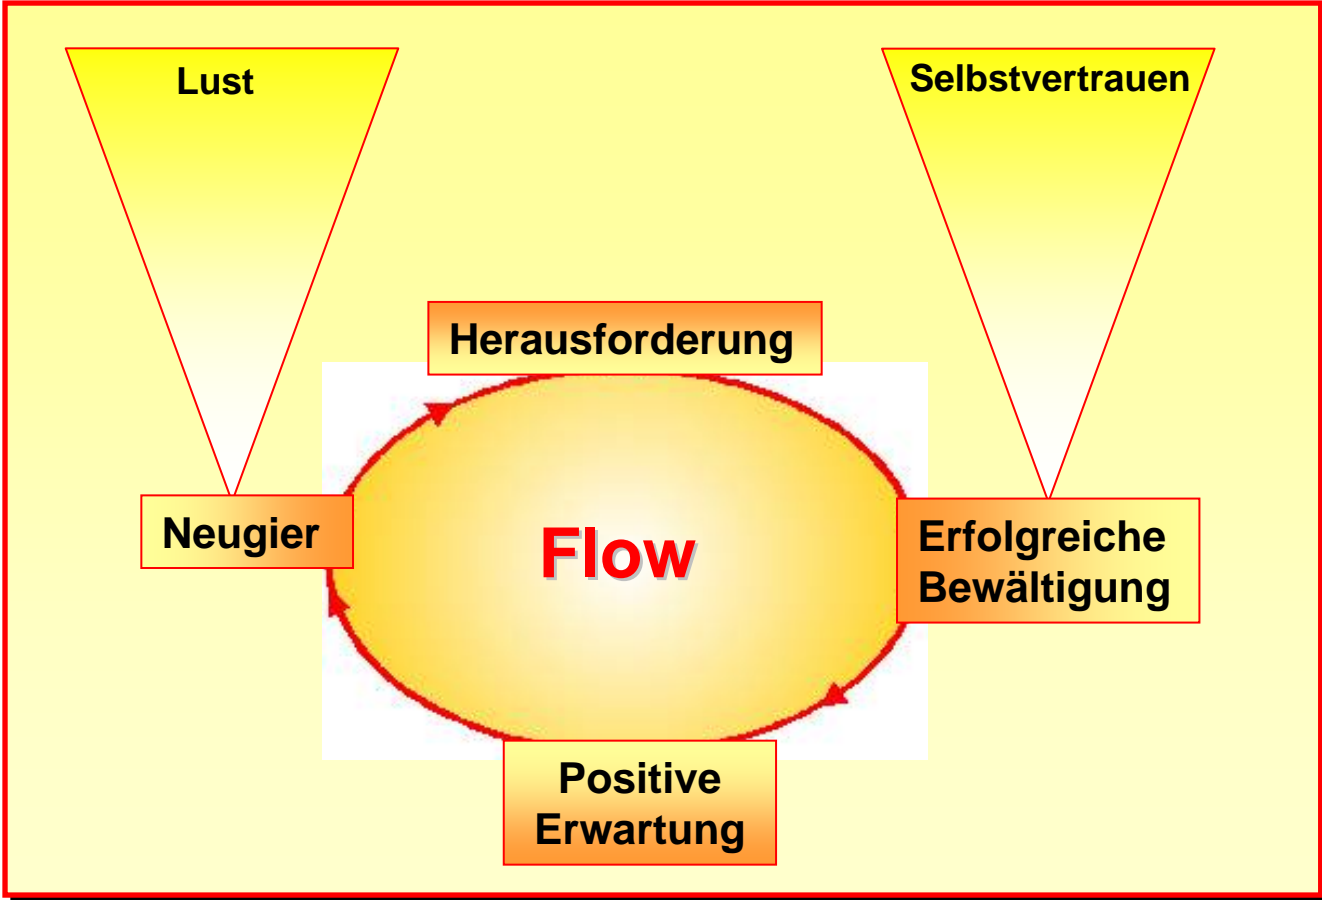 Lust
Selbstvertrauen
Herausforderung
Neugier
Flow
Erfolgreiche
Bewältigung
Positive
Erwartung